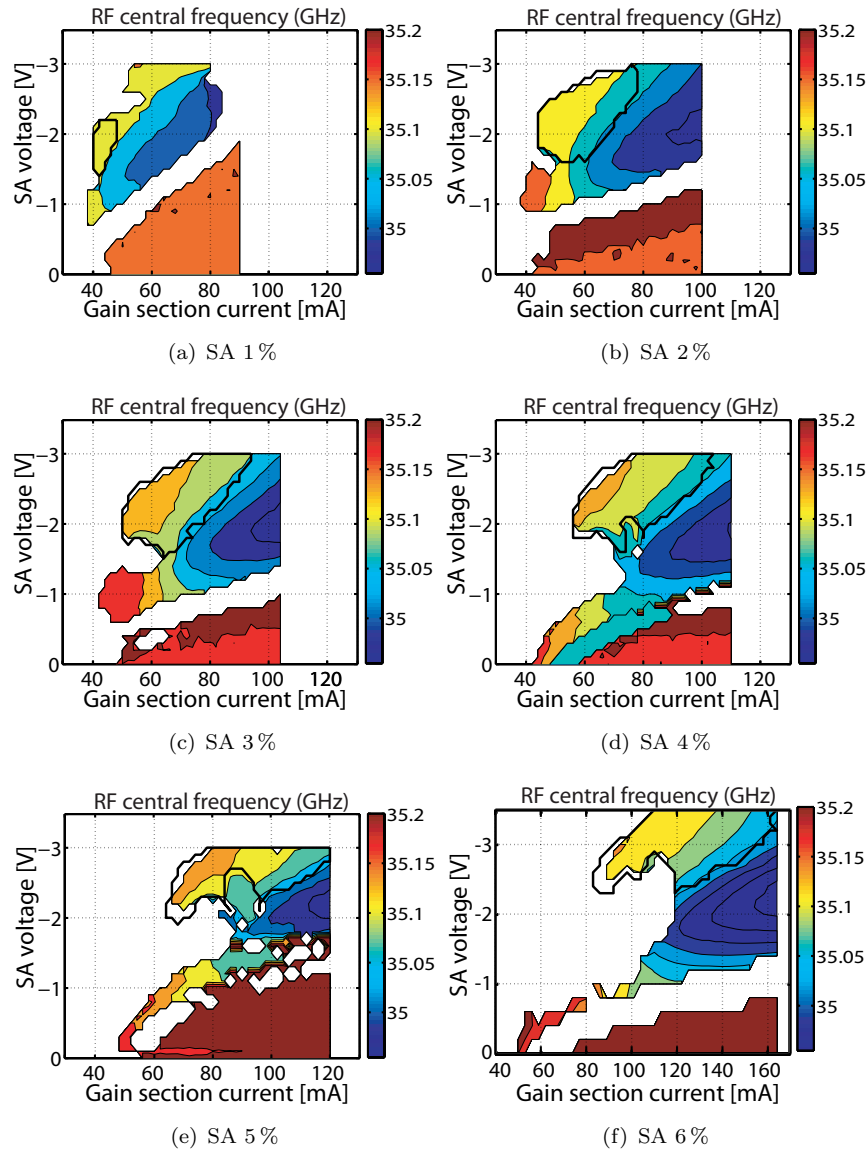 RF central frequency (GHz) RF central frequency (GHz)
35.2 35.2
−3 −3
35.15 35.15
SA voltage [V] SA voltage [V]
−2 35.1 −2 35.1
35.05 35.05
−1 −1
35 35
0 0
40 60 80 100 120 40 60 80 100 120
Gain section current [mA] Gain section current [mA]
(a) SA 1 % (b) SA 2 %
RF central frequency (GHz) RF central frequency (GHz)
35.2 35.2
−3 −3
35.15 35.15
SA voltage [V] SA voltage [V]
−2 35.1 −2 35.1
35.05 35.05
−1 −1
35 35
0 0
40 60 80 100 120 40 60 80 100 120
Gain section current [mA] Gain section current [mA]
(c) SA 3 % (d) SA 4 %
RF central frequency (GHz) RF central frequency (GHz)
35.2 35.2
−3 -3
35.15 35.15
SA voltage [V] SA voltage [V]
−2 35.1 -2 35.1
35.05 35.05
−1 -1
35 35
0 0
40 60 80 100 120 40 60 80 100 120 140 160
Gain section current [mA] Gain section current [mA]
(e) SA 5 % (f) SA 6 %